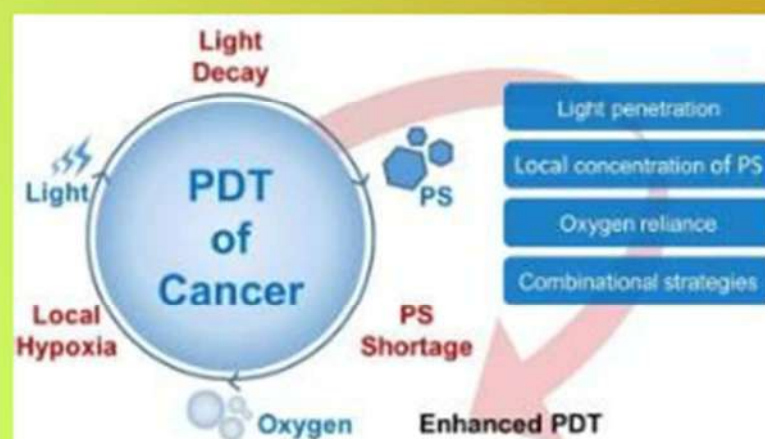 Light
Decay
Light
PDT
of
Cancer
PS
Local
Hypoxia
PS
Shortage
Oxygen
Light penetration
Local concentration of PS
Oxygen reliance
Combinational strategies
Enhanced PDT